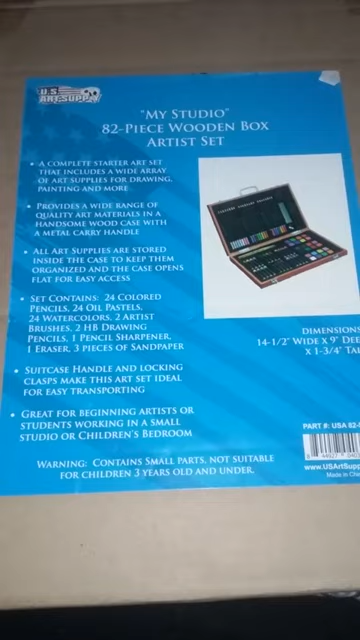 U.S.
ART SUPPLY
"MY STUDIO"
82-PIECE WOODEN BOX
ARTIST SET
• A COMPLETE STARTER ART SET
THAT INCLUDES A WIDE ARRAY
OF ART SUPPLIES FOR DRAWING,
PAINTING AND MORE
• PROVIDES A WIDE RANGE OF
QUALITY ART MATERIALS IN A
HANDSOME WOOD CASE WITH
A METAL CARRY HANDLE
• ALL ART SUPPLIES ARE STORED
INSIDE THE CASE TO KEEP THEM
ORGANIZED AND THE CASE OPENS
FLAT FOR EASY ACCESS
• SET CONTAINS: 24 COLORED
PENCILS, 24 OIL PASTELS,
24 WATERCOLORS, 2 ARTIST
BRUSHES, 2 HB DRAWING
PENCILS, 1 PENCIL SHARPENER,
1 ERASER, 3 PIECES OF SANDPAPER
• SUITCASE HANDLE AND LOCKING
CLASPS MAKE THIS ART SET IDEAL
FOR EASY TRANSPORTING
• GREAT FOR BEGINNING ARTISTS OR
STUDENTS WORKING IN A SMALL
STUDIO OR CHILDREN'S BEDROOM
WARNING: CONTAINS SMALL PARTS, NOT SUITABLE
FOR CHILDREN 3 YEARS OLD AND UNDER.
DIMENSIONS
14-1/2" WIDE X 9" DEE
X 1-3/4" TAL
PART #: USA 82-
8 44927
www.USArtSupp
Made in Chi